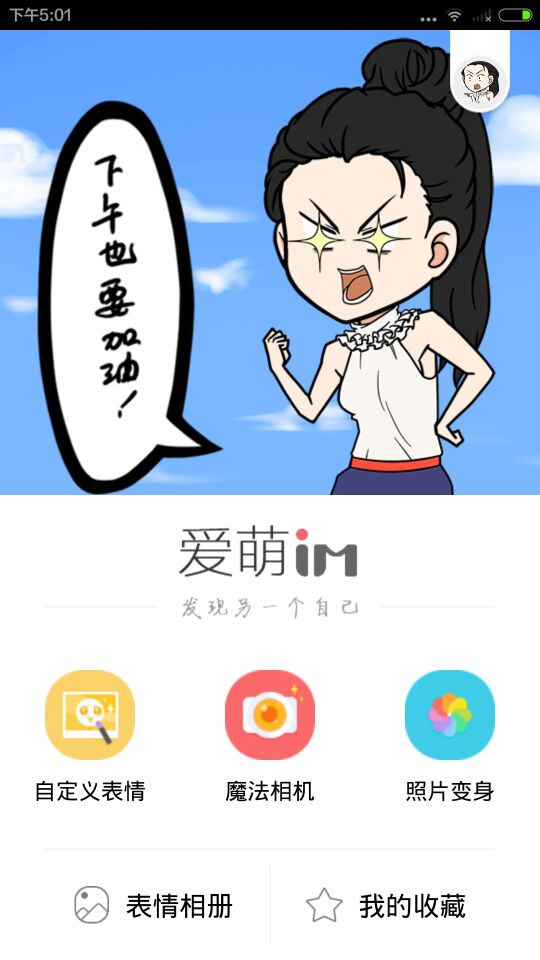 下午5:01
下午也要加油！
爱萌iM
发现另一个自己
自定义表情
魔法相机
照片变身
表情相册
我的收藏